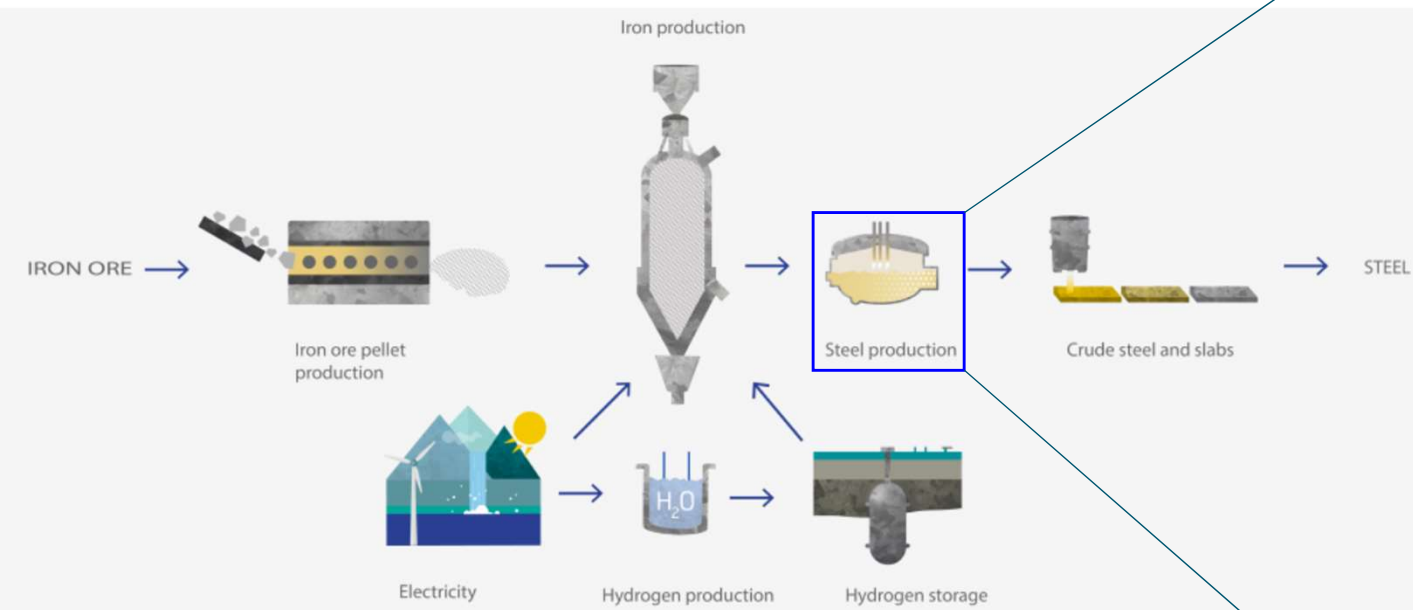 Iron production
IRON ORE
STEEL
Iron ore pellet
production
Steel production
Crude steel and slabs
H₂O
Electricity
Hydrogen production
Hydrogen storage